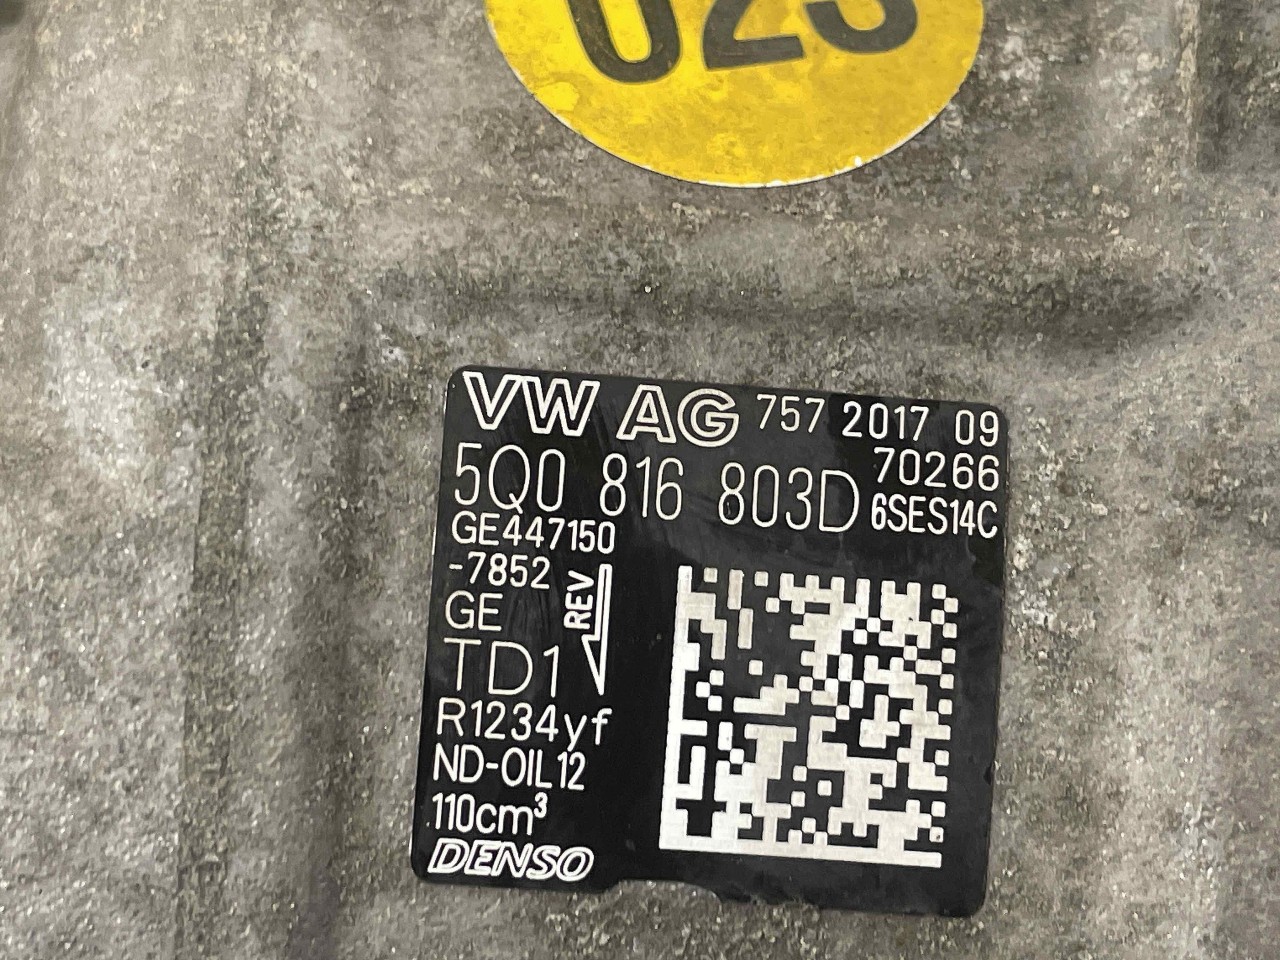 023
VW AG 757 2017 09
70266
5Q0 816 803D 6SES14C
GE447150
-7852
REV
GE
TD1
R1234yf
ND-OIL12
110cm³
DENSO